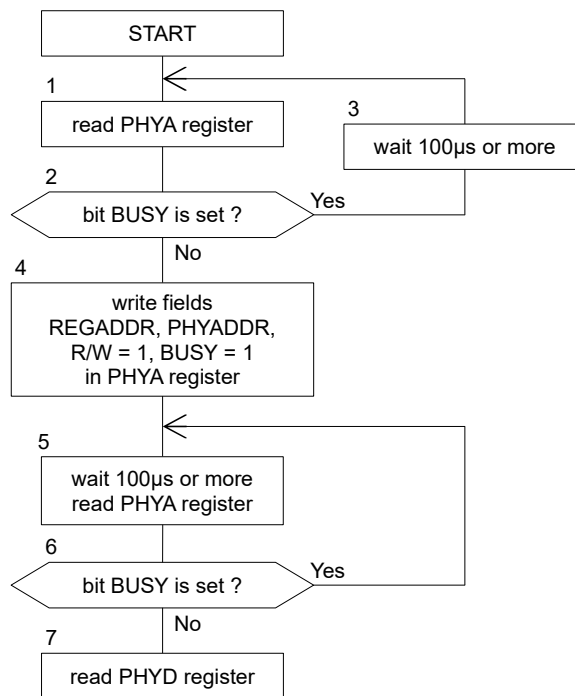 START
1
read PHYA register
3
wait 100µs or more
2
bit BUSY is set ?
Yes
No
4
write fields
REGADDR, PHYADDR,
R/W = 1, BUSY = 1
in PHYA register
5
wait 100µs or more
read PHYA register
6
bit BUSY is set ?
Yes
No
7
read PHYD register